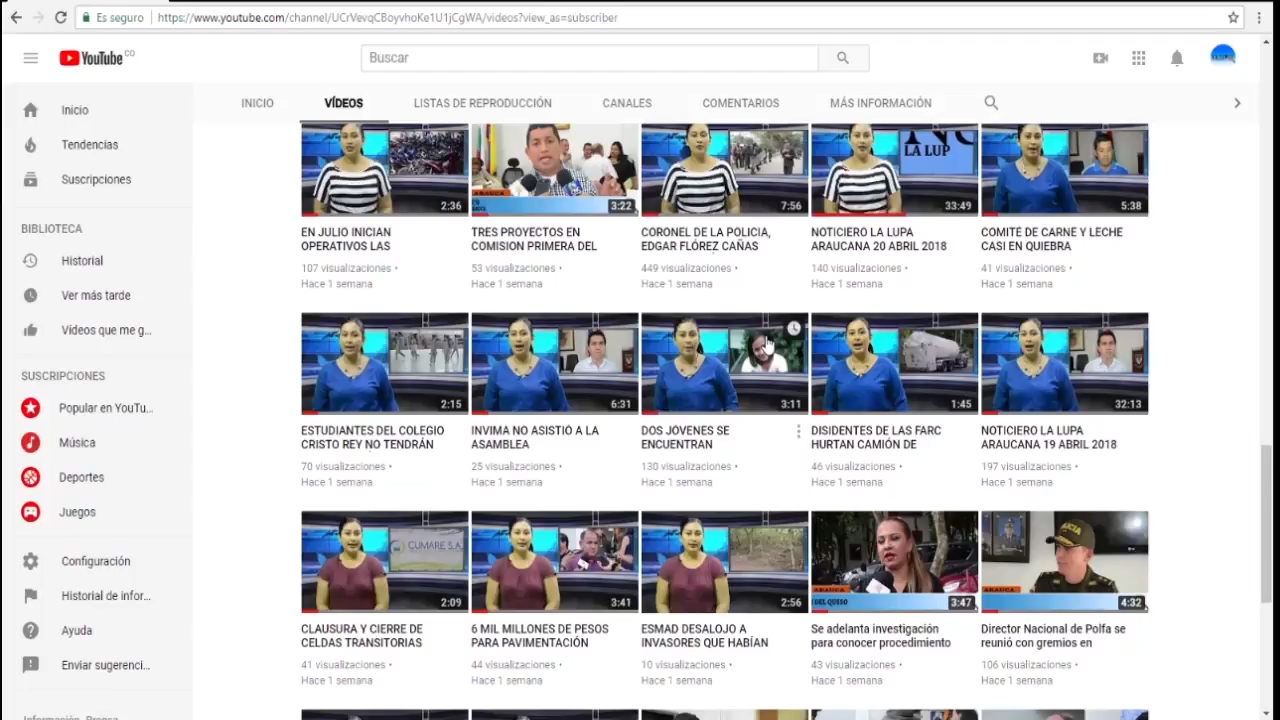 Es seguro
https://www.youtube.com/channel/UCrVevqCBoyvhoKe1U1jCgWA/videos?view_as=subscriber
YouTube CO
Buscar
Inicio
Tendencias
Suscripciones
BIBLIOTECA
Historial
Ver más tarde
Vídeos que me g...
SUSCRIPCIONES
Popular en YouTu...
Música
Deportes
Juegos
Configuración
Historial de infor...
Ayuda
Enviar sugerenci...
INICIO VÍDEOS LISTAS DE REPRODUCCIÓN CANALES COMENTARIOS MÁS INFORMACIÓN
2:36
ARAUCA
3:22
7:56
LA LUP
33:49
5:38
EN JULIO INICIAN
OPERATIVOS LAS
107 visualizaciones •
Hace 1 semana
TRES PROYECTOS EN
COMISION PRIMERA DEL
53 visualizaciones •
Hace 1 semana
CORONEL DE LA POLICIA,
EDGAR FLÓREZ CAÑAS
449 visualizaciones •
Hace 1 semana
NOTICIERO LA LUPA
ARAUCANA 20 ABRIL 2018
140 visualizaciones •
Hace 1 semana
COMITE DE CARNE Y LECHE
CASI EN QUIEBRA
41 visualizaciones •
Hace 1 semana
2:15
6:31
3:11
1:45
32:13
ESTUDIANTES DEL COLEGIO
CRISTO REY NO TENDRÁN
70 visualizaciones •
Hace 1 semana
INVIMA NO ASISTIÓ A LA
ASAMBLEA
25 visualizaciones •
Hace 1 semana
DOS JÓVENES SE
ENCUENTRAN
130 visualizaciones •
Hace 1 semana
DISIDENTES DE LAS FARC
HURTAN CAMIÓN DE
46 visualizaciones •
Hace 1 semana
NOTICIERO LA LUPA
ARAUCANA 19 ABRIL 2018
197 visualizaciones •
Hace 1 semana
CUMARE S.A.
2:09
3:41
2:56
ARAUCA
DEL QUESO
3:47
POLICIA
ARAUCA
4:32
CLAUSURA Y CIERRE DE
CELDAS TRANSITORIAS
41 visualizaciones •
Hace 1 semana
6 MIL MILLONES DE PESOS
PARA PAVIMENTACIÓN
44 visualizaciones •
Hace 1 semana
ESMAD DESALOJO A
INVASORES QUE HABÍAN
10 visualizaciones •
Hace 1 semana
Se adelanta investigación
para conocer procedimiento
43 visualizaciones •
Hace 1 semana
Director Nacional de Polfa se
reunió con gremios en
106 visualizaciones •
Hace 1 semana